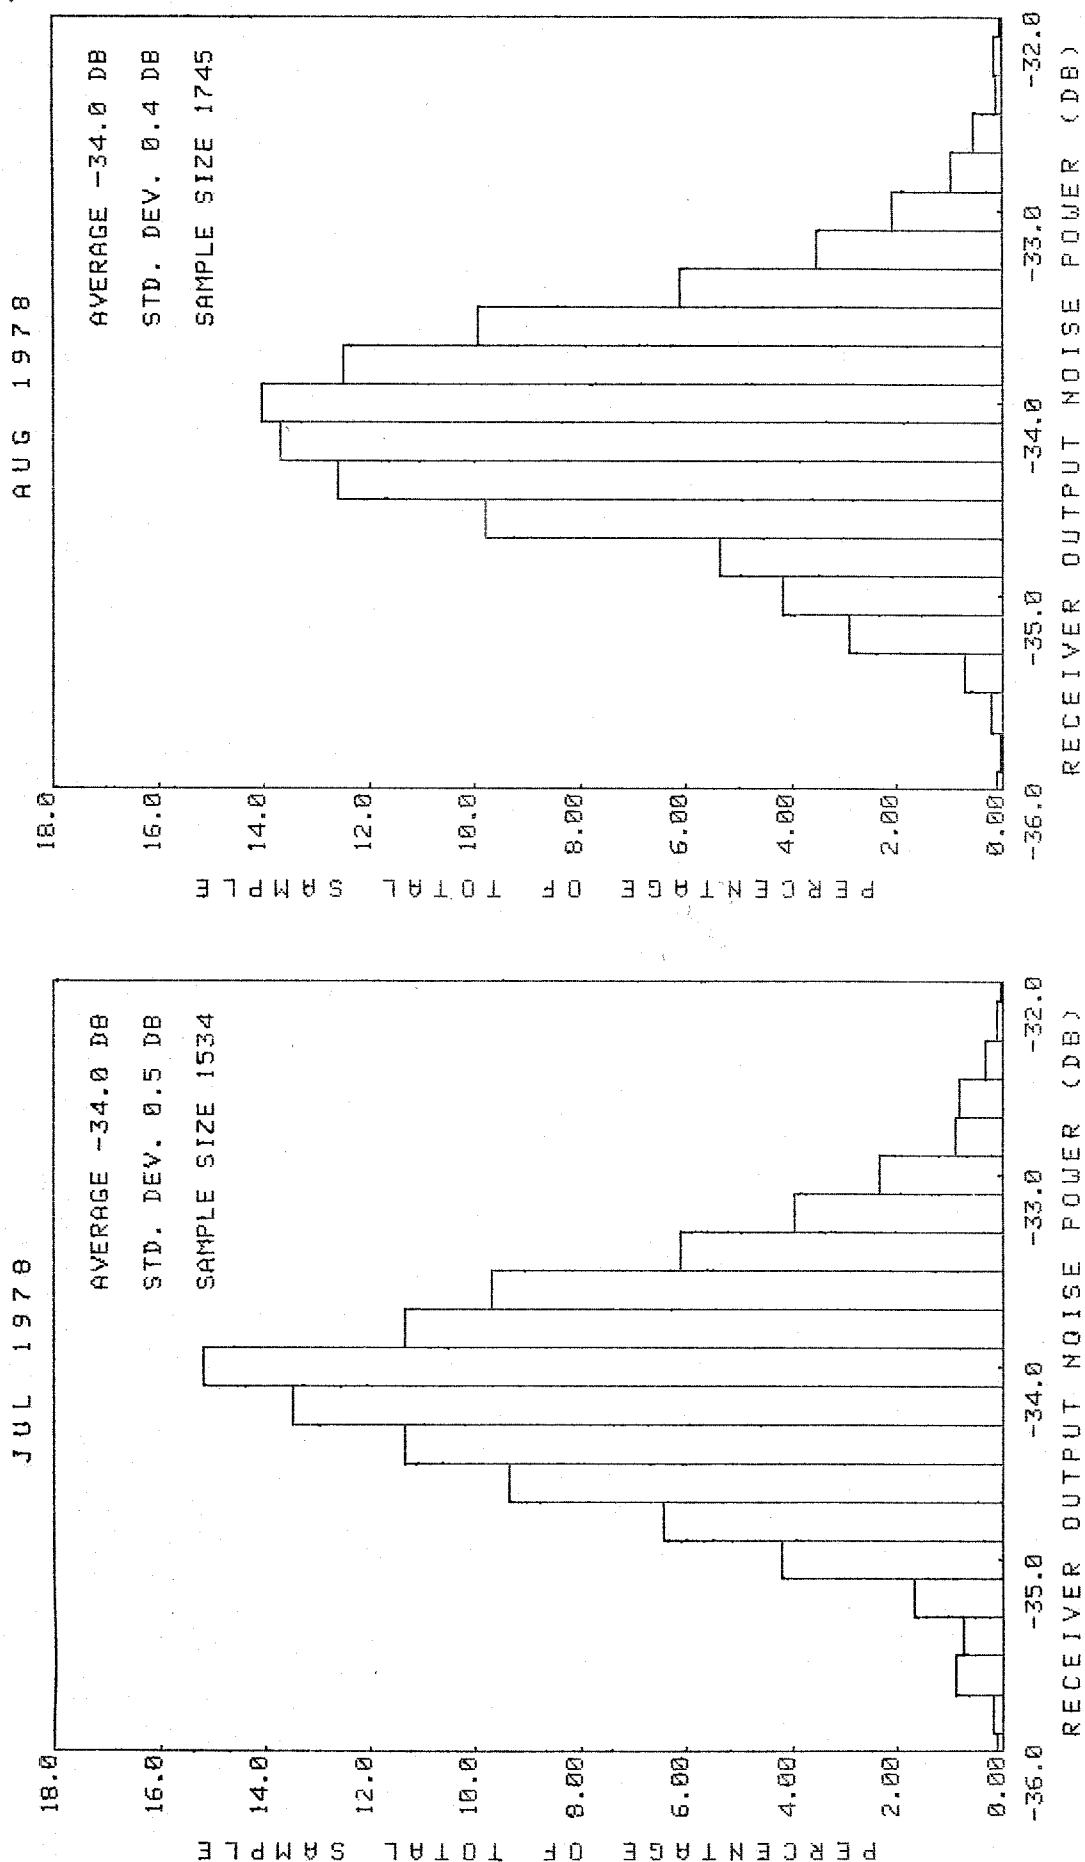 JUL 1978
AVERAGE -34.0 DB
STD. DEV. 0.5 DB
SAMPLE SIZE 1534
PERCENTAGE OF TOTAL SAMPLE
18.0
16.0
14.0
12.0
10.0
8.00
6.00
4.00
2.00
0.00
-36.0
-35.0
-34.0
-33.0
-32.0
RECEIVER OUTPUT NOISE POWER (DB)
AUG 1978
AVERAGE -34.0 DB
STD. DEV. 0.4 DB
SAMPLE SIZE 1745
PERCENTAGE OF TOTAL SAMPLE
18.0
16.0
14.0
12.0
10.0
8.00
6.00
4.00
2.00
0.00
-36.0
-35.0
-34.0
-33.0
-32.0
RECEIVER OUTPUT NOISE POWER (DB)